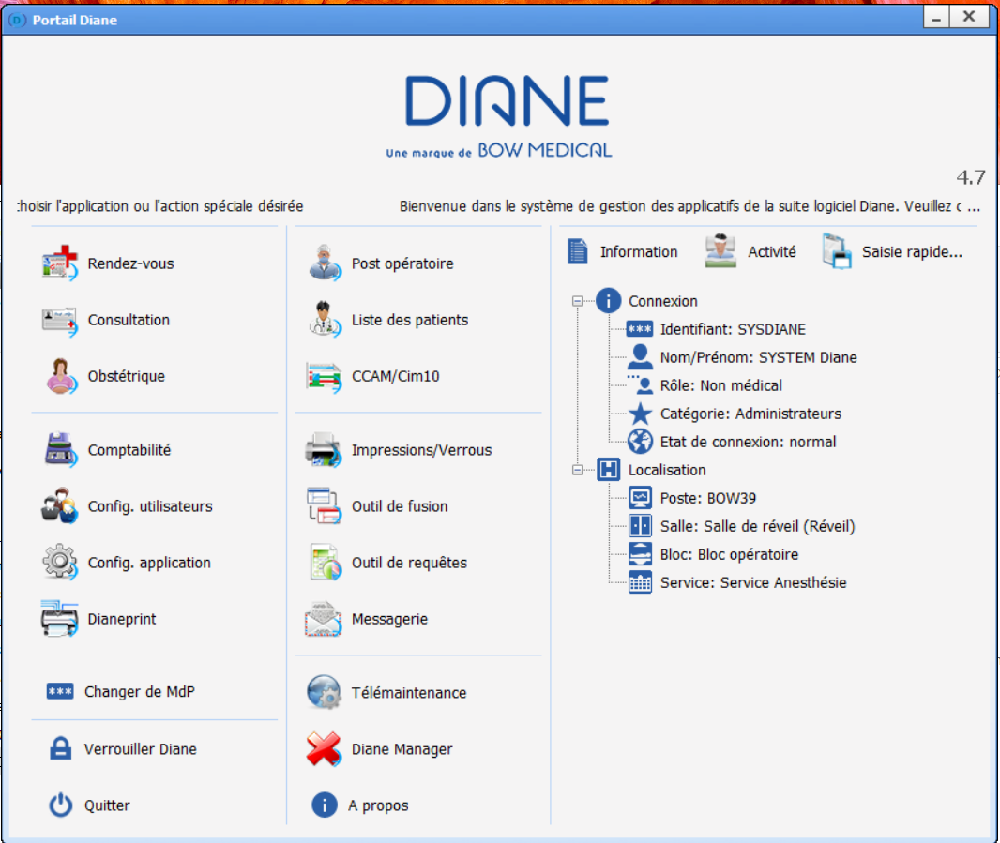 Portail Diane
DIANE
Une marque de BOW MEDICAL
4.7
hoisir l'application ou l'action spéciale désirée
Bienvenue dans le système de gestion des applicatifs de la suite logiciel Diane. Veuillez c ...
Rendez-vous
Consultation
Obstétrique
Comptabilité
Config. utilisateurs
Config. application
Dianeprint
Changer de MdP
Verrouiller Diane
Quitter
Post opératoire
Liste des patients
CCAM/Cim10
Impressions/Verrous
Outil de fusion
Outil de requêtes
Messagerie
Télémaintenance
Diane Manager
A propos
Information
Activité
Saisie rapide...
Connexion
Identifiant: SYSDIANE
Nom/Prénom: SYSTEM Diane
Rôle: Non médical
Catégorie: Administrateurs
Etat de connexion: normal
Localisation
Poste: BOW39
Salle: Salle de réveil (Réveil)
Bloc: Bloc opératoire
Service: Service Anesthésie